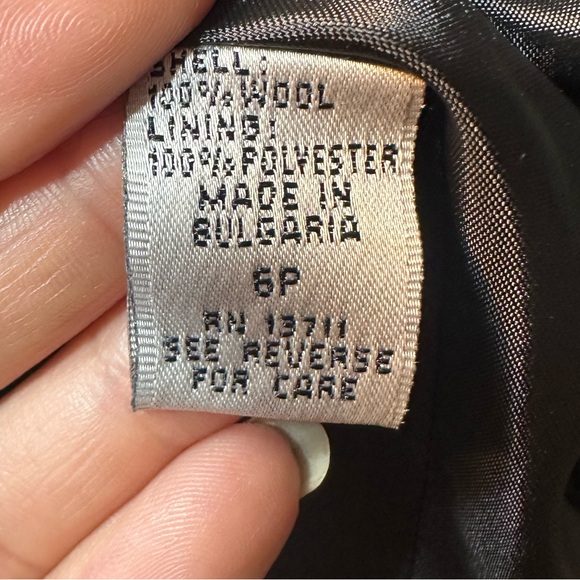 SHELL:
100% WOOL
LINING:
100% POLYESTER
MADE IN
BULGARIA
6P
RN 13711
SEE REVERSE
FOR CARE